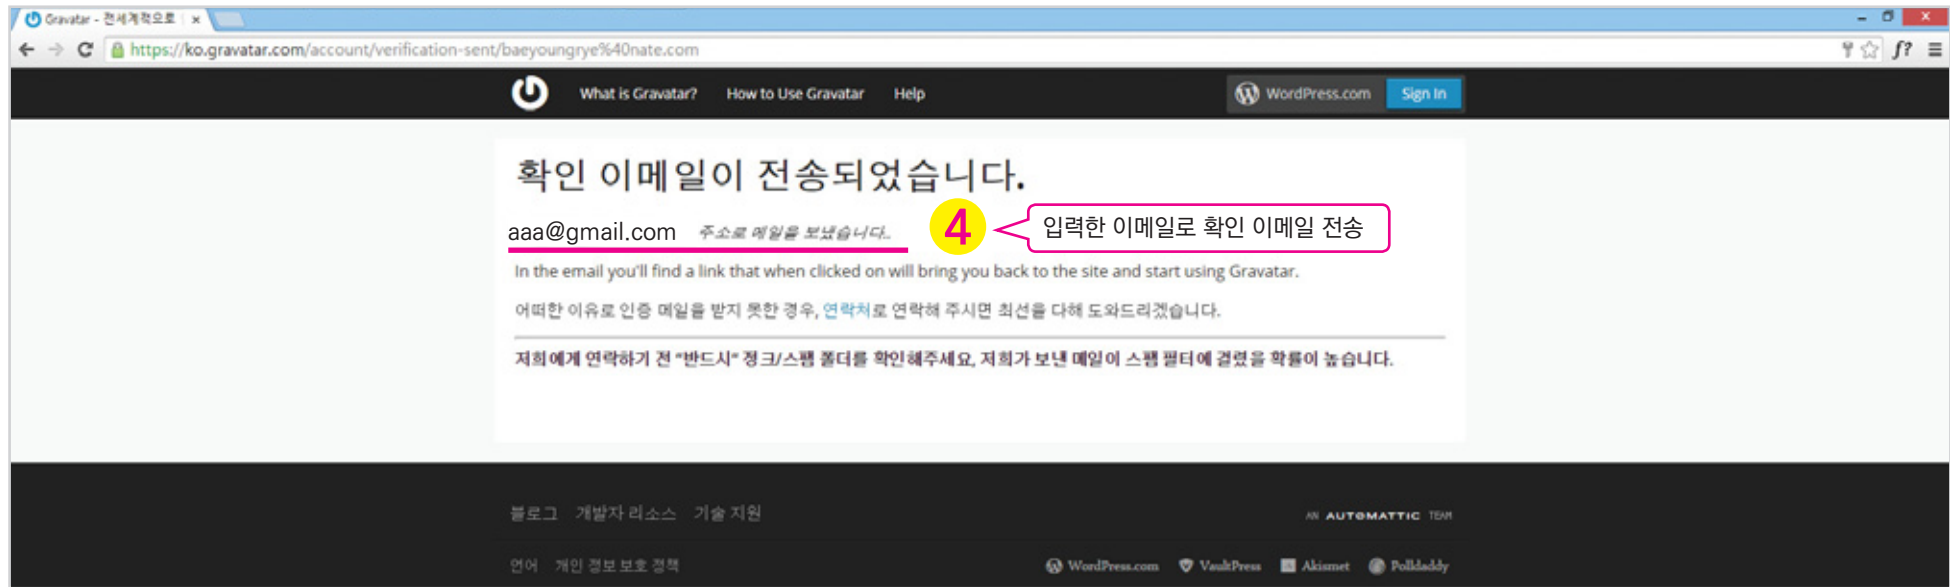 Gravatar - 전세계적으로
https://ko.gravatar.com/account/verification-sent/baeyoungrye%40nate.com
f?
What is Gravatar? How to Use Gravatar Help WordPress.com Sign In
확인 이메일이 전송되었습니다.
aaa@gmail.com 주소로 메일을 보냈습니다..
4 입력한 이메일로 확인 이메일 전송
In the email you'll find a link that when clicked on will bring you back to the site and start using Gravatar.
어떠한 이유로 인증 메일을 받지 못한 경우, 연락처로 연락해 주시면 최선을 다해 도와드리겠습니다.
저희에게 연락하기 전 “반드시“ 정크/스팸 폴더를 확인해주세요, 저희가 보낸 메일이 스팸 필터에 걸렸을 확률이 높습니다.
블로그 개발자 리소스 기술 지원 AN AUTOMATTIC TEAM
언어 개인 정보 보호 정책 WordPress.com VaultPress Akismet Polldaddy